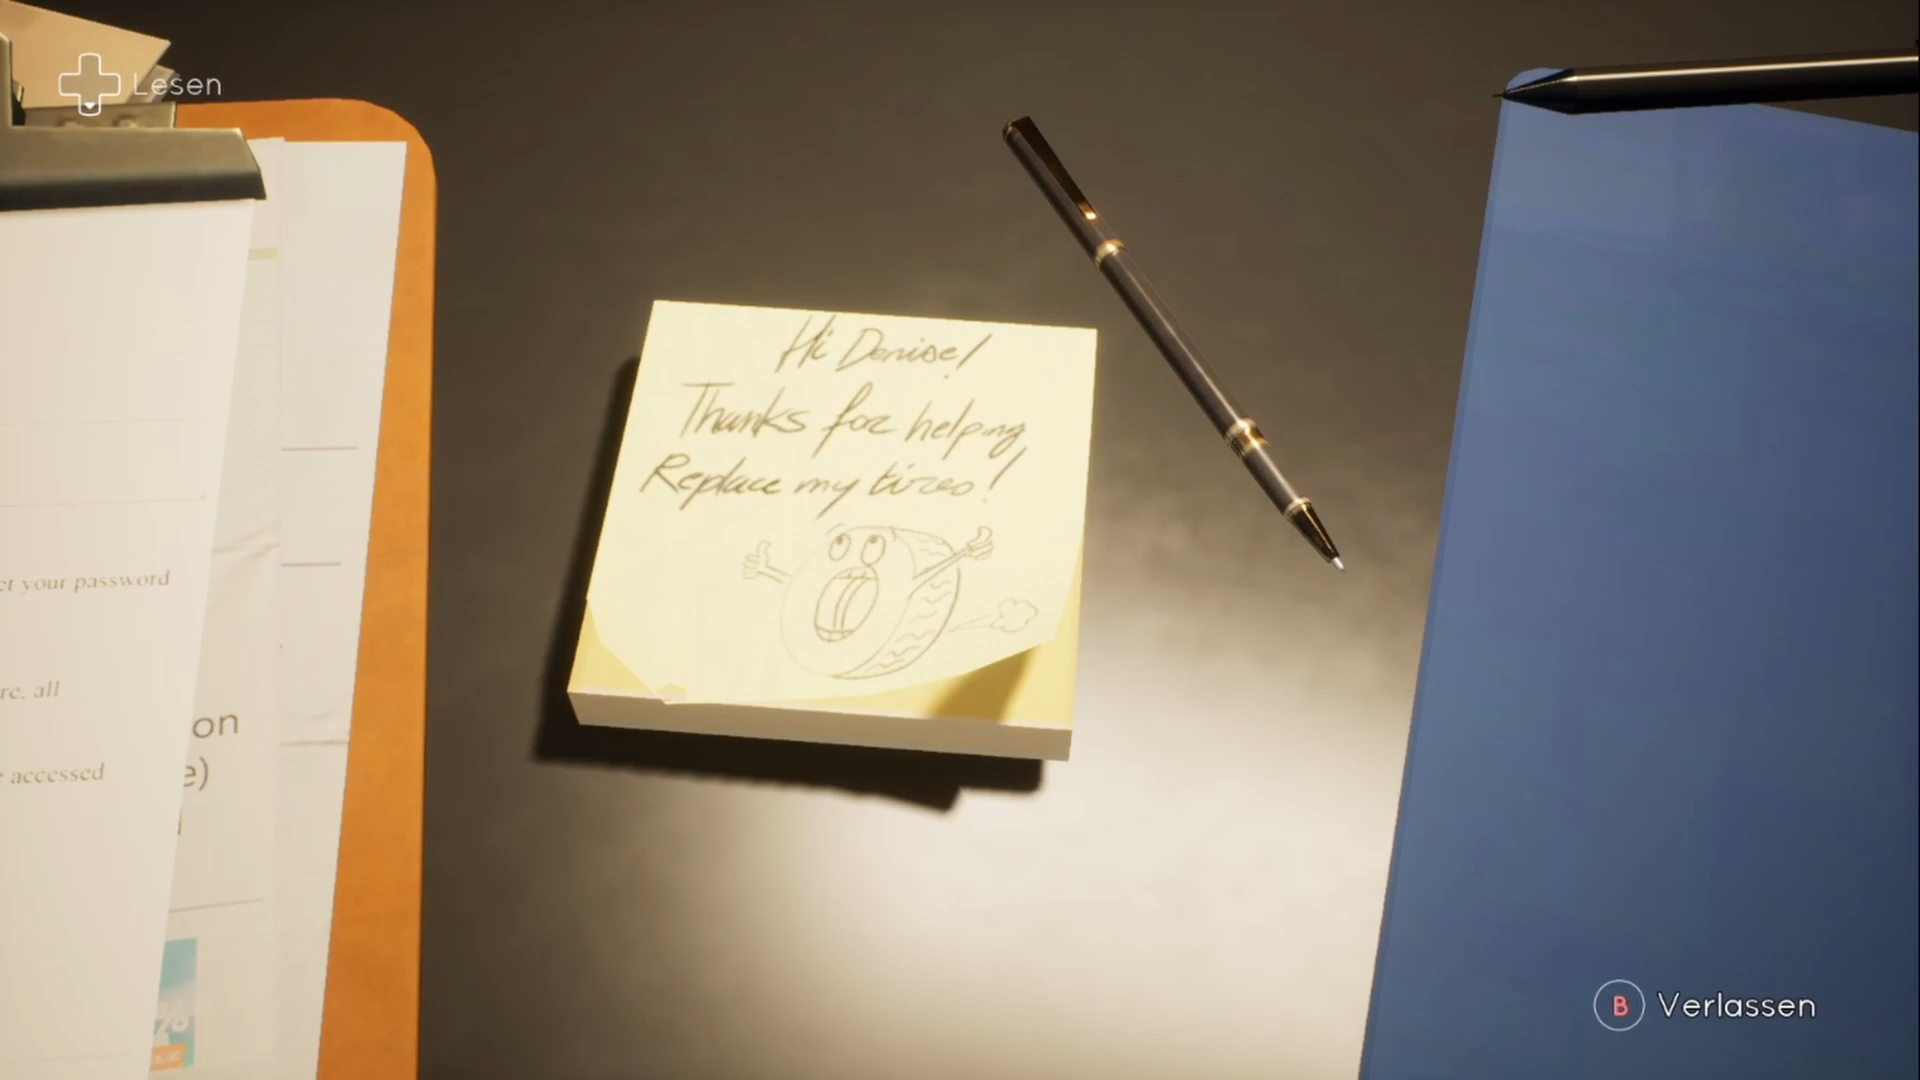 Lesen
Hi Denise!
Thanks for helping
Replace my tires!
et your password
re, all
on
e)
accessed
%
B Verlassen